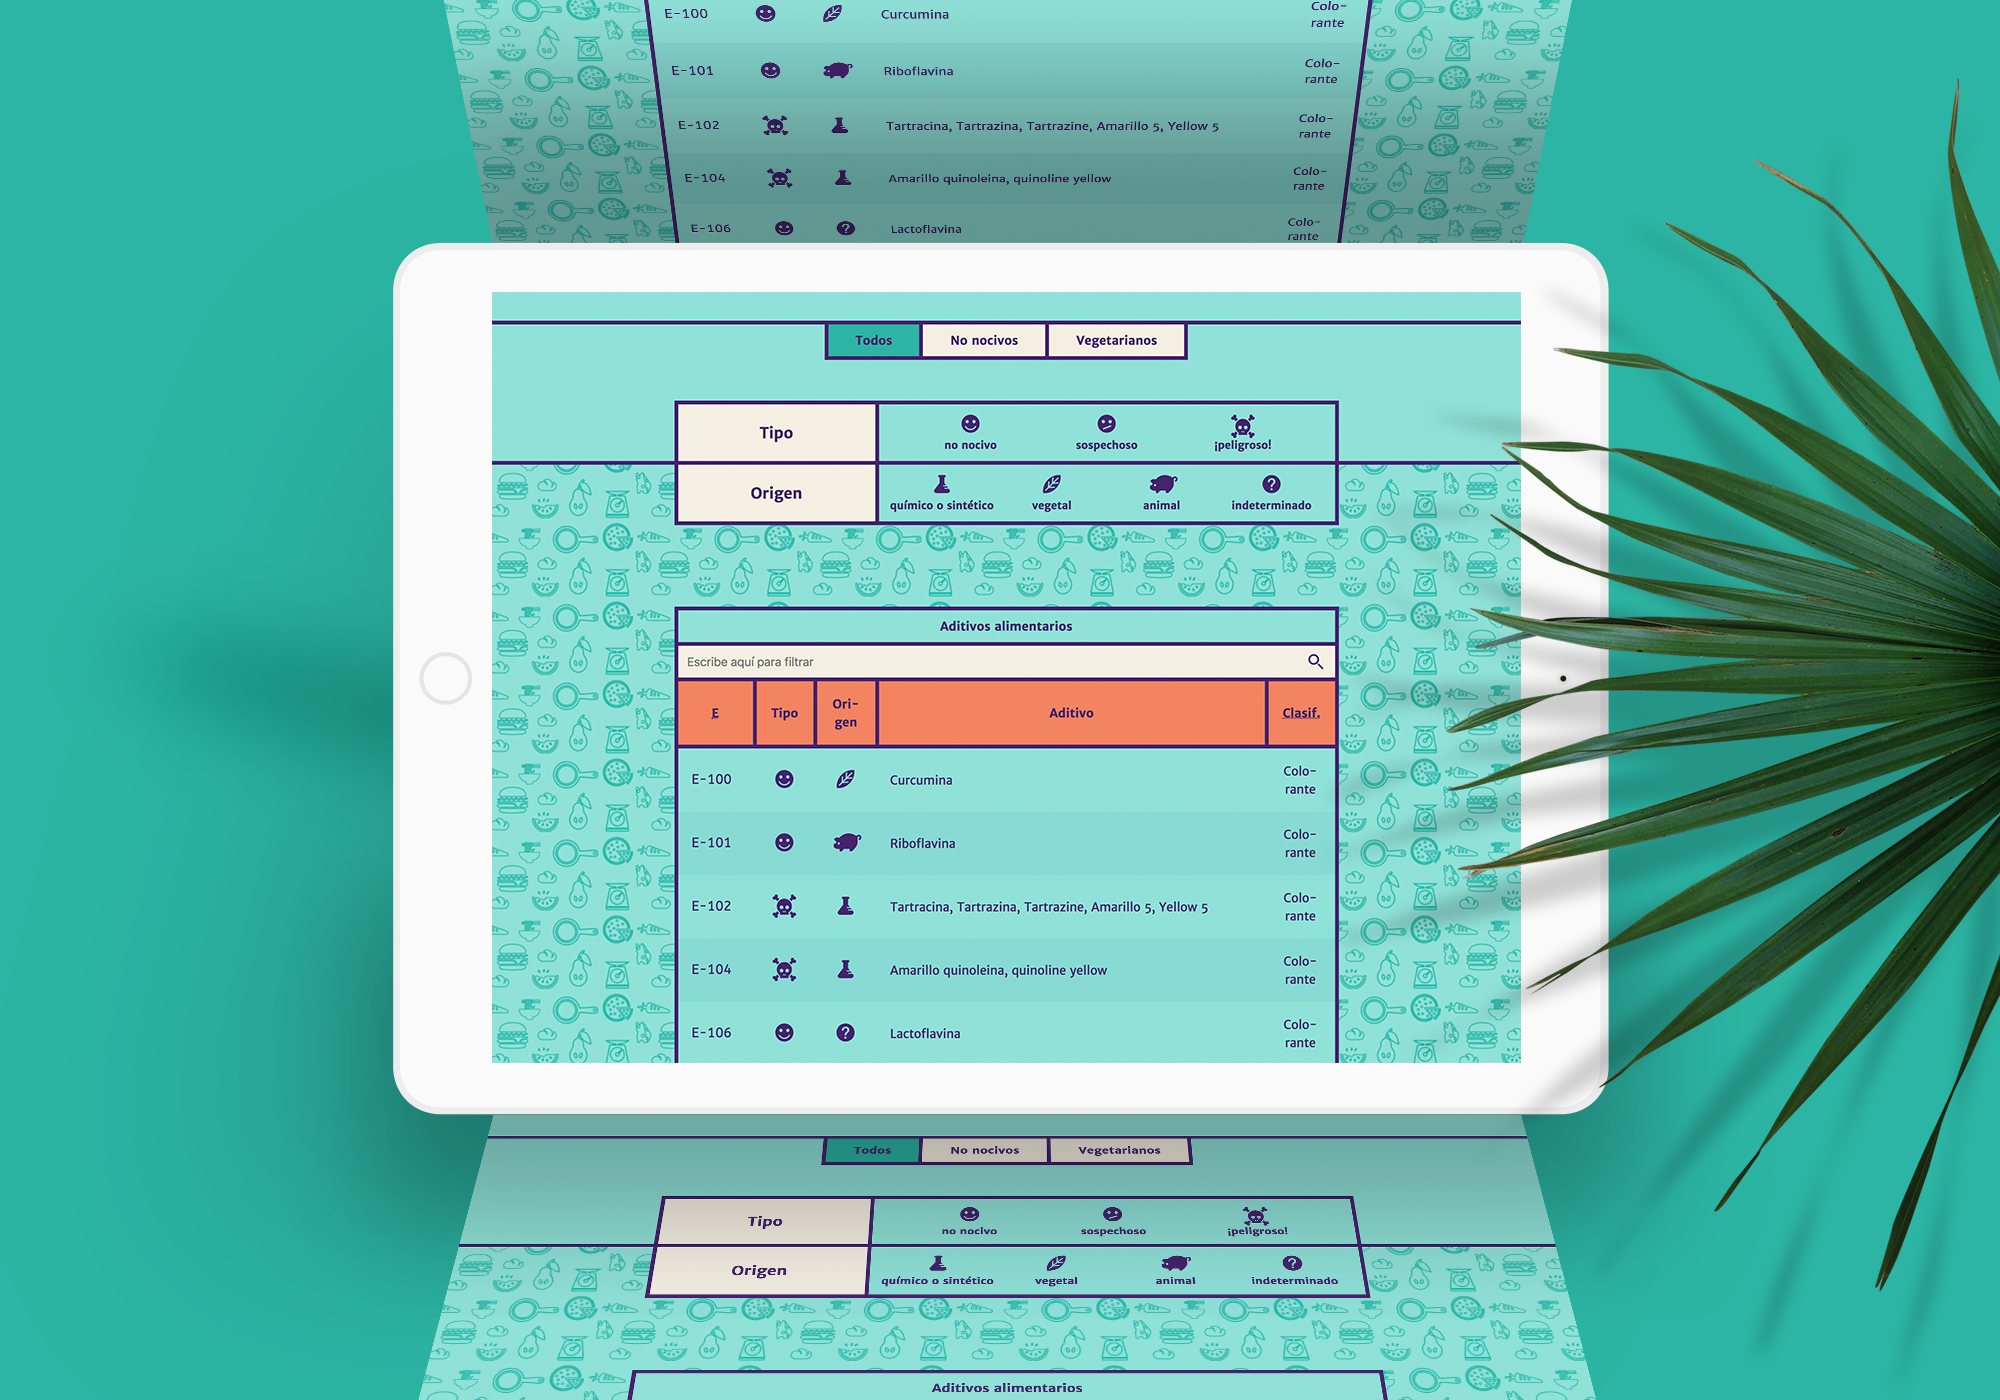 E-100 Curcumina Colo-
rante
E-101 Riboflavina Colo-
rante
E-102 Tartracina, Tartrazina, Tartrazine, Amarillo 5, Yellow 5 Colo-
rante
E-104 Amarillo quinoleina, quinoline yellow Colo-
rante
E-106 Lactoflavina Colo-
rante
Todos No nocivos Vegetarianos
Tipo
no nocivo sospechoso ¡peligroso!
Origen
químico o sintético vegetal animal indeterminado
Aditivos alimentarios
Escribe aquí para filtrar
E Tipo Ori-
gen Aditivo Clasif.
E-100 Curcumina Colo-
rante
E-101 Riboflavina Colo-
rante
E-102 Tartracina, Tartrazina, Tartrazine, Amarillo 5, Yellow 5 Colo-
rante
E-104 Amarillo quinoleina, quinoline yellow Colo-
rante
E-106 Lactoflavina Colo-
rante
Todos No nocivos Vegetarianos
Tipo
no nocivo sospechoso ¡peligroso!
Origen
químico o sintético vegetal animal indeterminado
Aditivos alimentarios